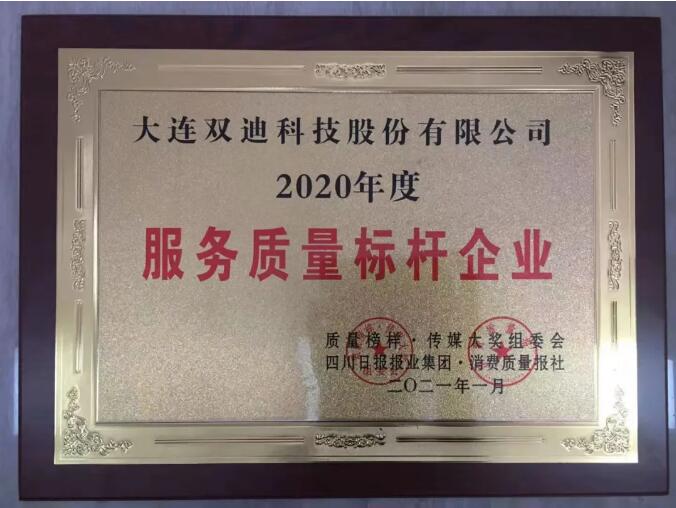 大连双迪科技股份有限公司
2020年度
服务质量标杆企业
质量榜样·传媒大奖组委会
四川日报报业集团·消费质量报社
二〇二一年一月